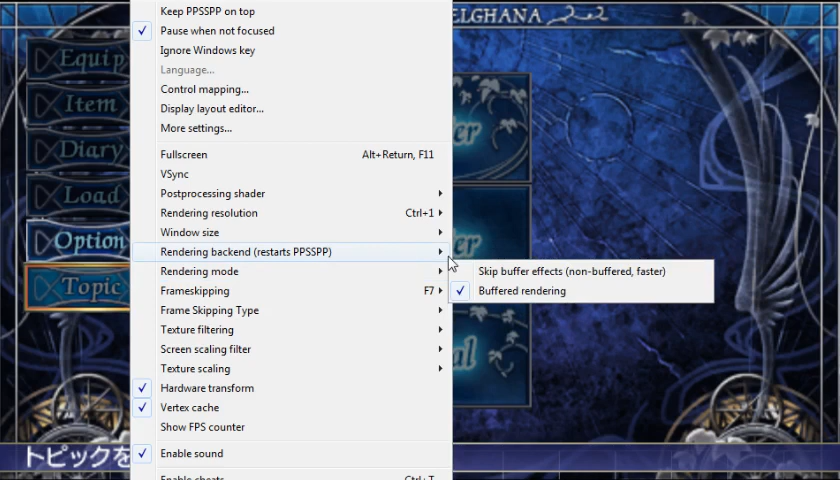 ELGHANA
Equip
Item
Diary
Load
Option
Topic
トピックを
Keep PPSSPP on top
Pause when not focused
Ignore Windows key
Language...
Control mapping...
Display layout editor...
More settings...
Fullscreen Alt+Return, F11
VSync
Postprocessing shader
Rendering resolution Ctrl+1
Window size
Rendering backend (restarts PPSSPP)
Rendering mode
Frameskipping F7
Frame Skipping Type
Texture filtering
Screen scaling filter
Texture scaling
Hardware transform
Vertex cache
Show FPS counter
Enable sound
Enable cheats Ctrl+T
Skip buffer effects (non-buffered, faster)
Buffered rendering